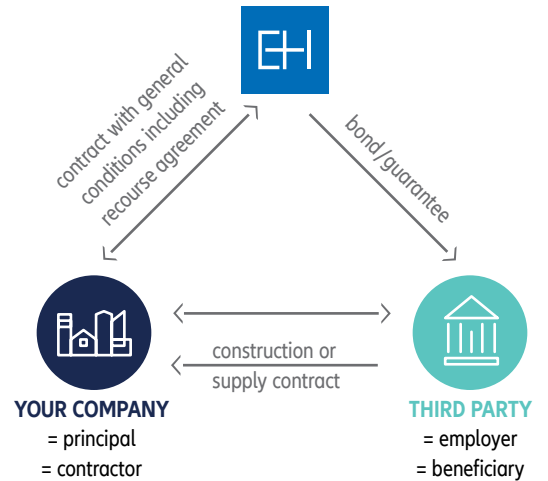 EH
contract with general
conditions including
recourse agreement
bond/guarantee
construction or
supply contract
YOUR COMPANY
= principal
= contractor
THIRD PARTY
= employer
= beneficiary